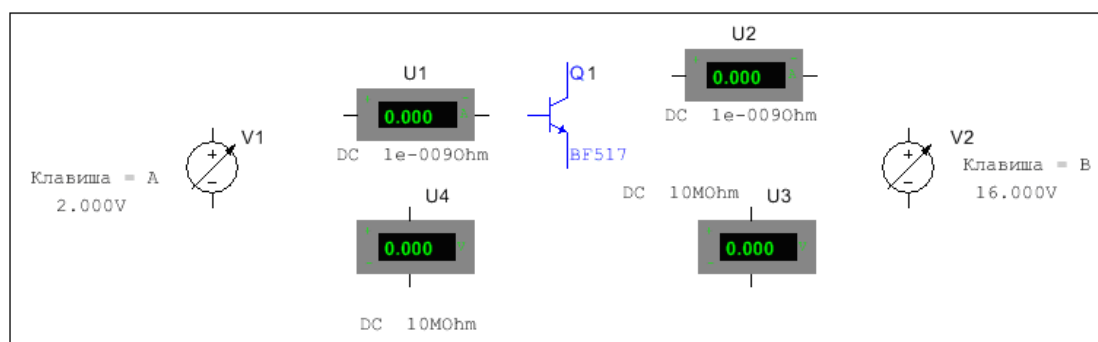 U2
Q1
U1
0.000
0.000
DC 1e-009Ohm
V1
V2
DC 1e-009Ohm
BF517
Клавиша = A
2.000V
Клавиша = B
16.000V
DC 10MOhm
U4
U3
0.000
0.000
DC 10MOhm